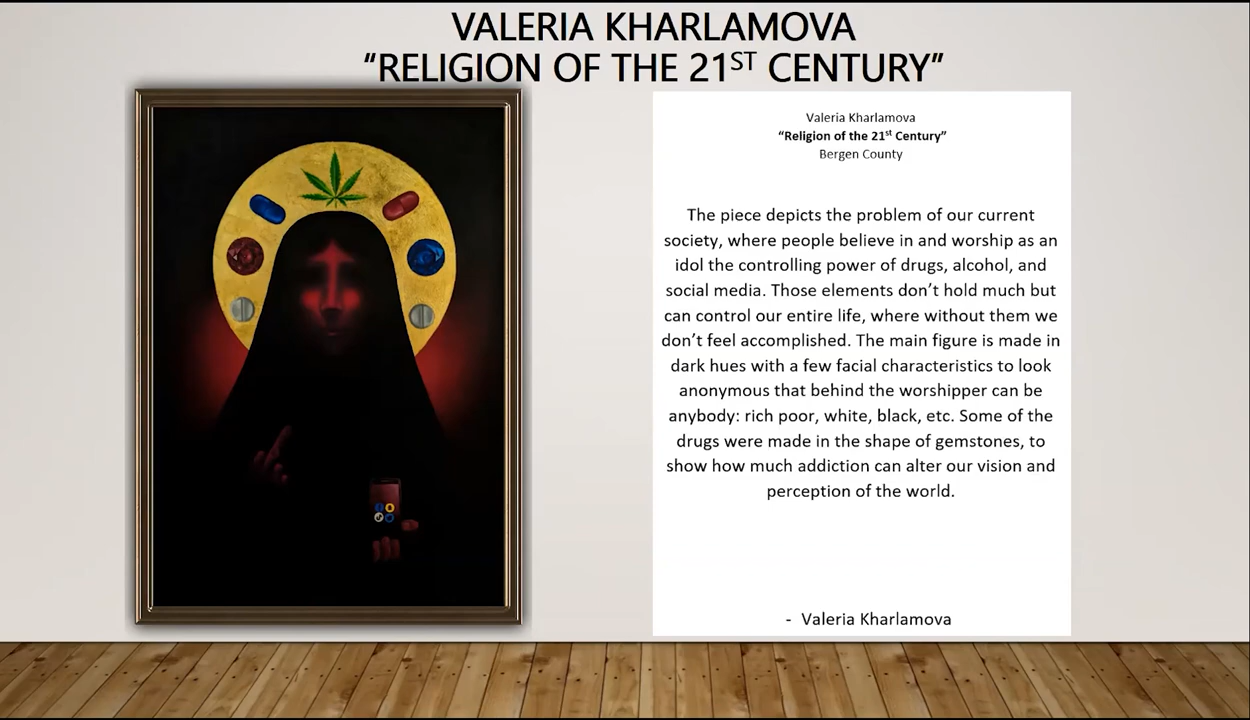 VALERIA KHARLAMOVA
“RELIGION OF THE 21ST CENTURY”
Valeria Kharlamova
“Religion of the 21st Century”
Bergen County
The piece depicts the problem of our current
society, where people believe in and worship as an
idol the controlling power of drugs, alcohol, and
social media. Those elements don’t hold much but
can control our entire life, where without them we
don’t feel accomplished. The main figure is made in
dark hues with a few facial characteristics to look
anonymous that behind the worshipper can be
anybody: rich poor, white, black, etc. Some of the
drugs were made in the shape of gemstones, to
show how much addiction can alter our vision and
perception of the world.
- Valeria Kharlamova